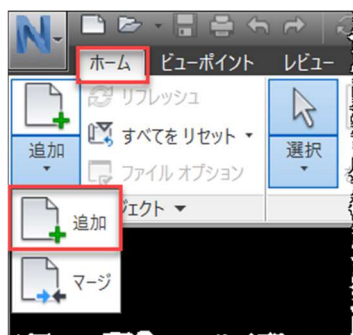 N
ホーム ビューポイント レビュー
リフレッシュ
追加 すべてをリセット 選択
ファイル オプション
ジェクト
追加
マージ